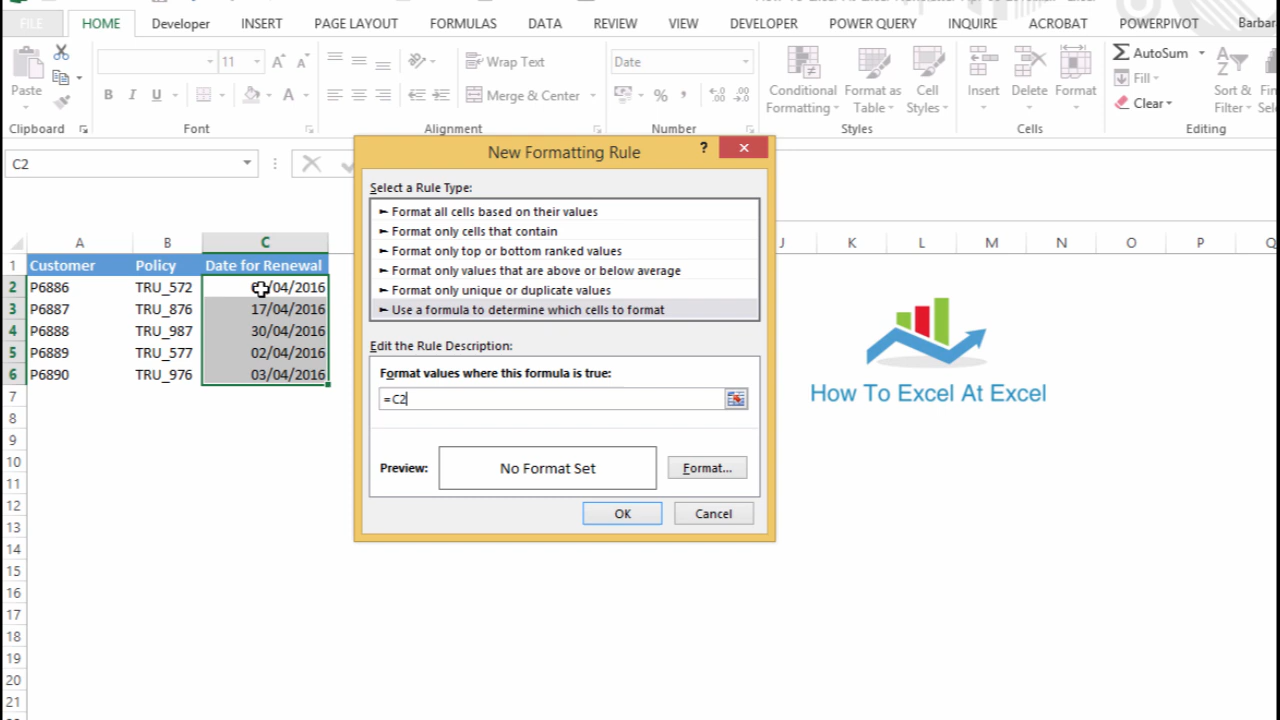 FILE HOME Developer INSERT PAGE LAYOUT FORMULAS DATA REVIEW VIEW DEVELOPER POWER QUERY INQUIRE ACROBAT POWERPIVOT Barbar
Paste
11
B I U
A A
A
Wrap Text
Merge & Center
Date
%
Conditional Formatting
Format as Table
Cell Styles
Insert Delete Format
AutoSum
Fill
Clear
Sort & Filter
Clipboard Font Alignment Number Styles Cells Editing
C2
New Formatting Rule ?
Select a Rule Type:
► Format all cells based on their values
► Format only cells that contain
► Format only top or bottom ranked values
► Format only values that are above or below average
► Format only unique or duplicate values
► Use a formula to determine which cells to format
Edit the Rule Description:
Format values where this formula is true:
=C2
Preview: No Format Set Format...
OK Cancel
A B C J K L M N O P Q
1 Customer Policy Date for Renewal
2 P6886 TRU_572 /04/2016
3 P6887 TRU_876 17/04/2016
4 P6888 TRU_987 30/04/2016
5 P6889 TRU_577 02/04/2016
6 P6890 TRU_976 03/04/2016
7
8
9
10
11
12
13
14
15
16
17
18
19
20
21
How To Excel At Excel